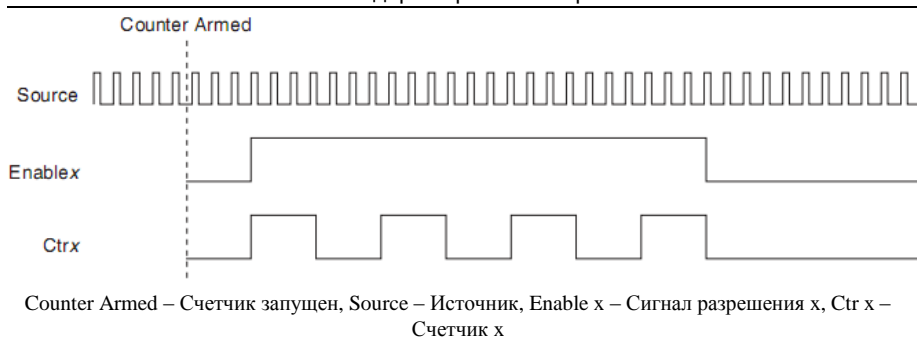 Counter Armed
Source
Enablex
Ctrx
Counter Armed – Счетчик запущен, Source – Источник, Enable x – Сигнал разрешения x, Ctr x –
Счетчик x